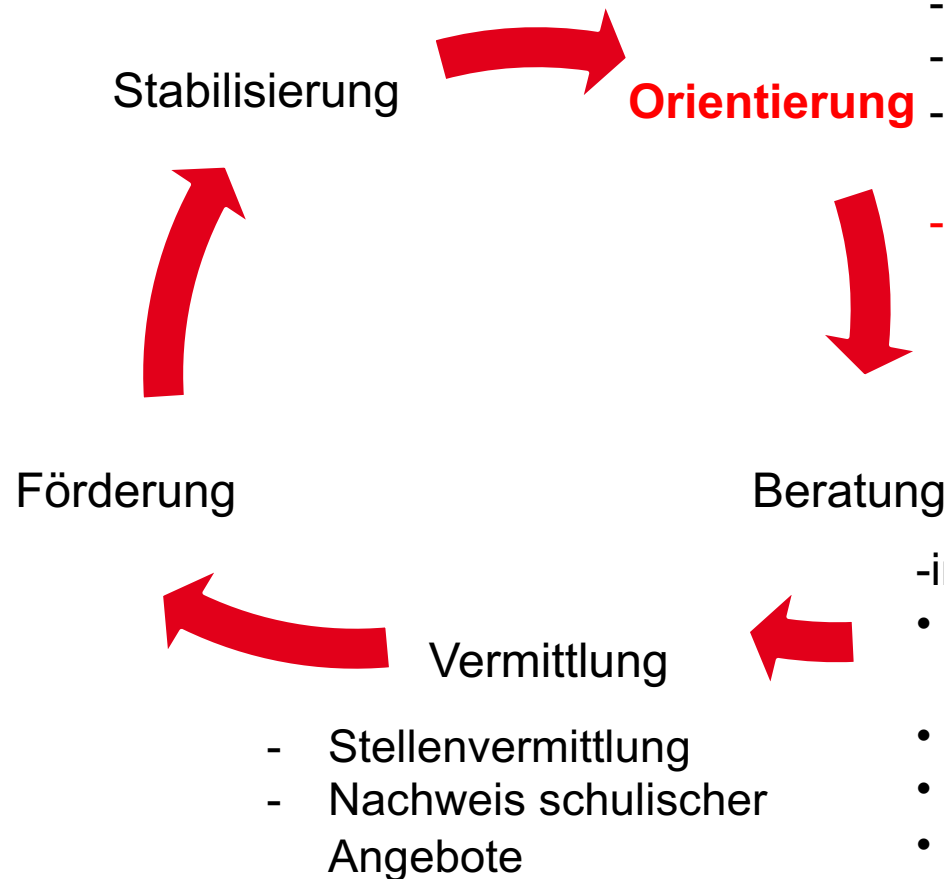 Stabilisierung
Orientierung
-
-
-
-
Förderung
Beratung
Vermittlung
- Stellenvermittlung
- Nachweis schulischer
Angebote
•
•
•
•